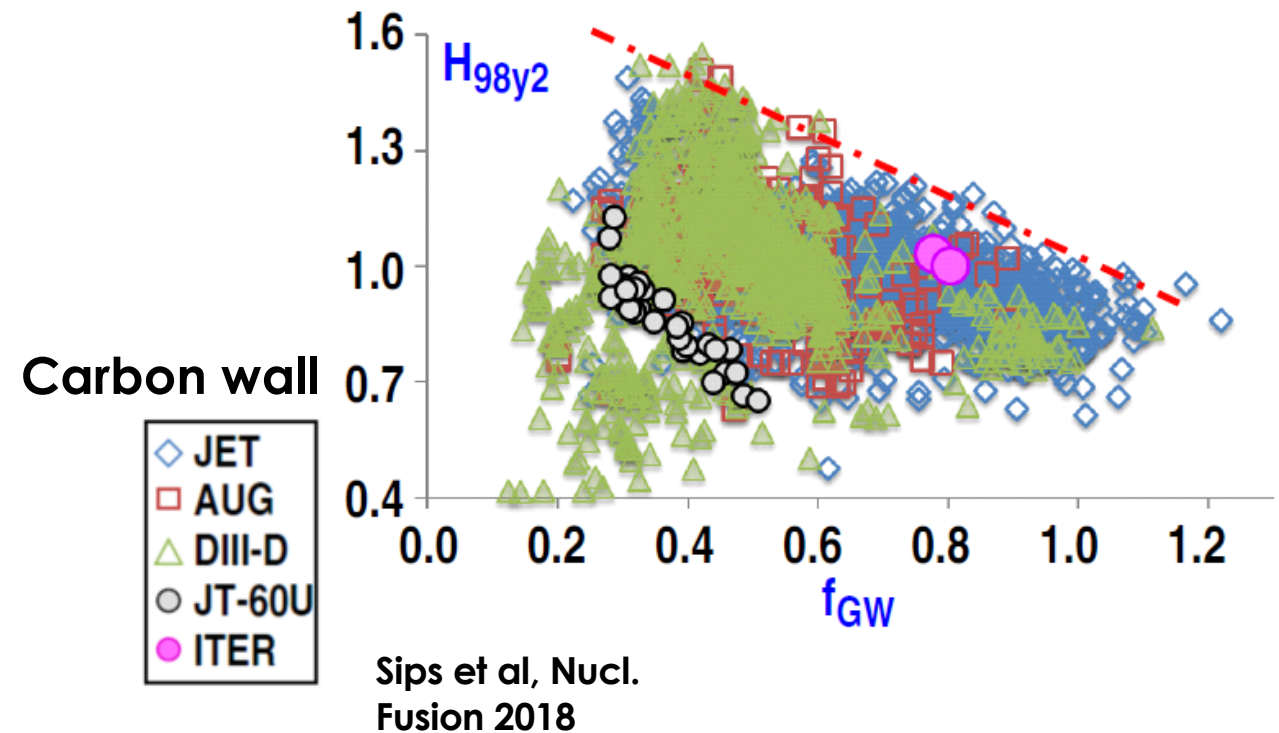 1.6
H98y2
1.3
1.0
Carbon wall
0.7
JET
AUG
DIII-D
JT-60U
ITER
0.4
0.0 0.2 0.4 0.6 0.8 1.0 1.2
fGW
Sips et al, Nucl.
Fusion 2018